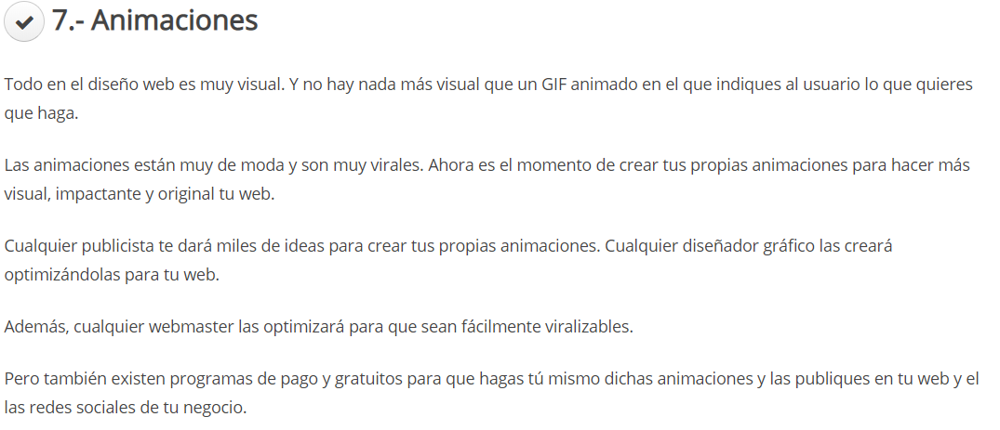 7.- Animaciones
Todo en el diseño web es muy visual. Y no hay nada más visual que un GIF animado en el que indiques al usuario lo que quieres
que haga.
Las animaciones están muy de moda y son muy virales. Ahora es el momento de crear tus propias animaciones para hacer más
visual, impactante y original tu web.
Cualquier publicista te dará miles de ideas para crear tus propias animaciones. Cualquier diseñador gráfico las creará
optimizándolas para tu web.
Además, cualquier webmaster las optimizará para que sean fácilmente viralizables.
Pero también existen programas de pago y gratuitos para que hagas tú mismo dichas animaciones y las publiques en tu web y el
las redes sociales de tu negocio.